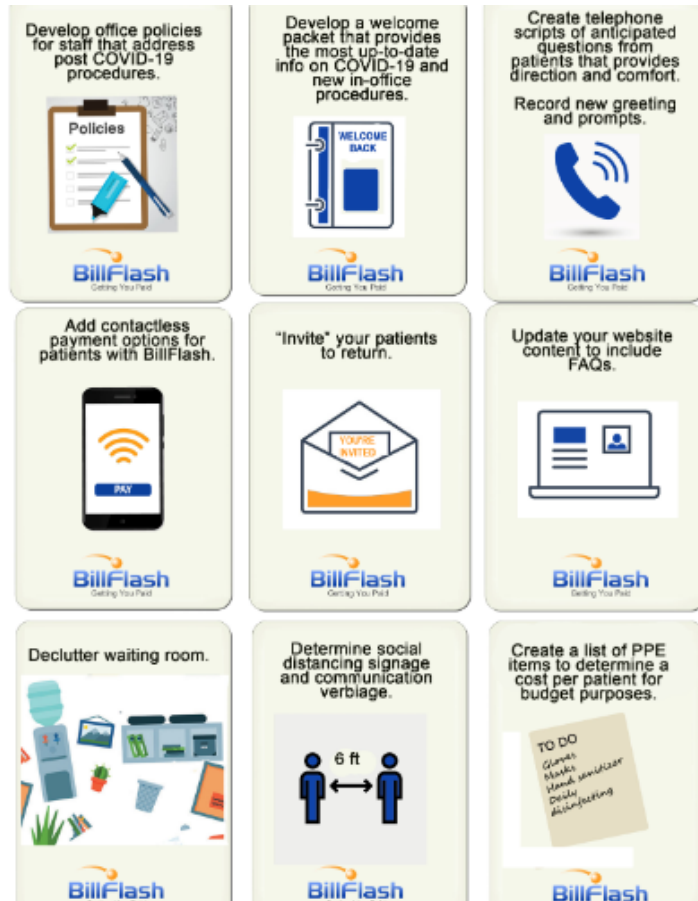 Develop office policies
for staff that address
post COVID-19
procedures.
Policies
BillFlash
Getting You Paid
Develop a welcome
packet that provides
the most up-to-date
info on COVID-19 and
new in-office
procedures.
WELCOME
BACK
BillFlash
Getting You Paid
Create telephone
scripts of anticipated
questions from
patients that provides
direction and comfort.
Record new greeting
and prompts.
BillFlash
Getting You Paid
Add contactless
payment options for
patients with BillFlash.
PAY
BillFlash
Getting You Paid
"Invite" your patients
to return.
YOU'RE
INVITED
BillFlash
Getting You Paid
Update your website
content to include
FAQs.
BillFlash
Getting You Paid
Declutter waiting room.
BillFlash
Determine social
distancing signage
and communication
verbiage.
6 ft
BillFlash
Create a list of PPE
items to determine a
cost per patient for
budget purposes.
TO DO
Gloves
Masks
Hand sanitizer
Daily
disinfecting
BillFlash